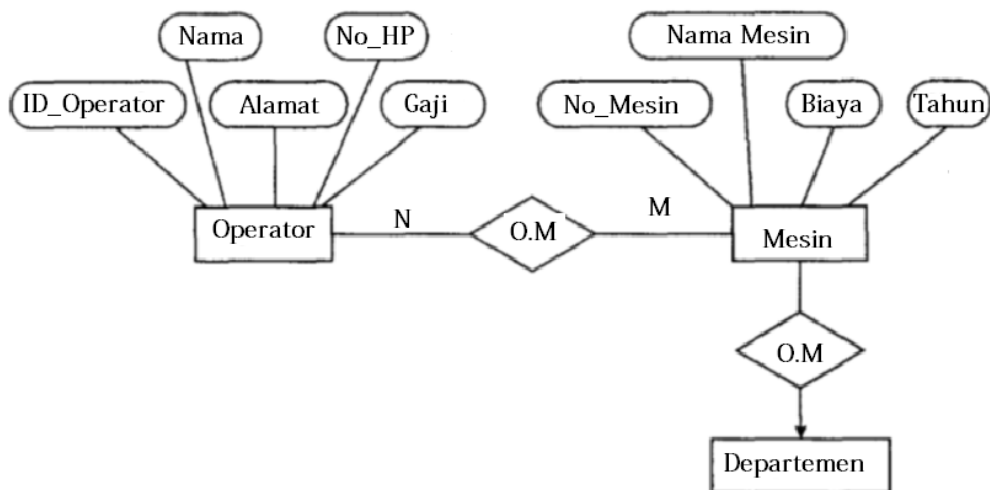 Nama
No_HP
Nama Mesin
ID_Operator
Alamat
Gaji
No_Mesin
Biaya
Tahun
Operator
N
O.M
M
Mesin
O.M
Departemen